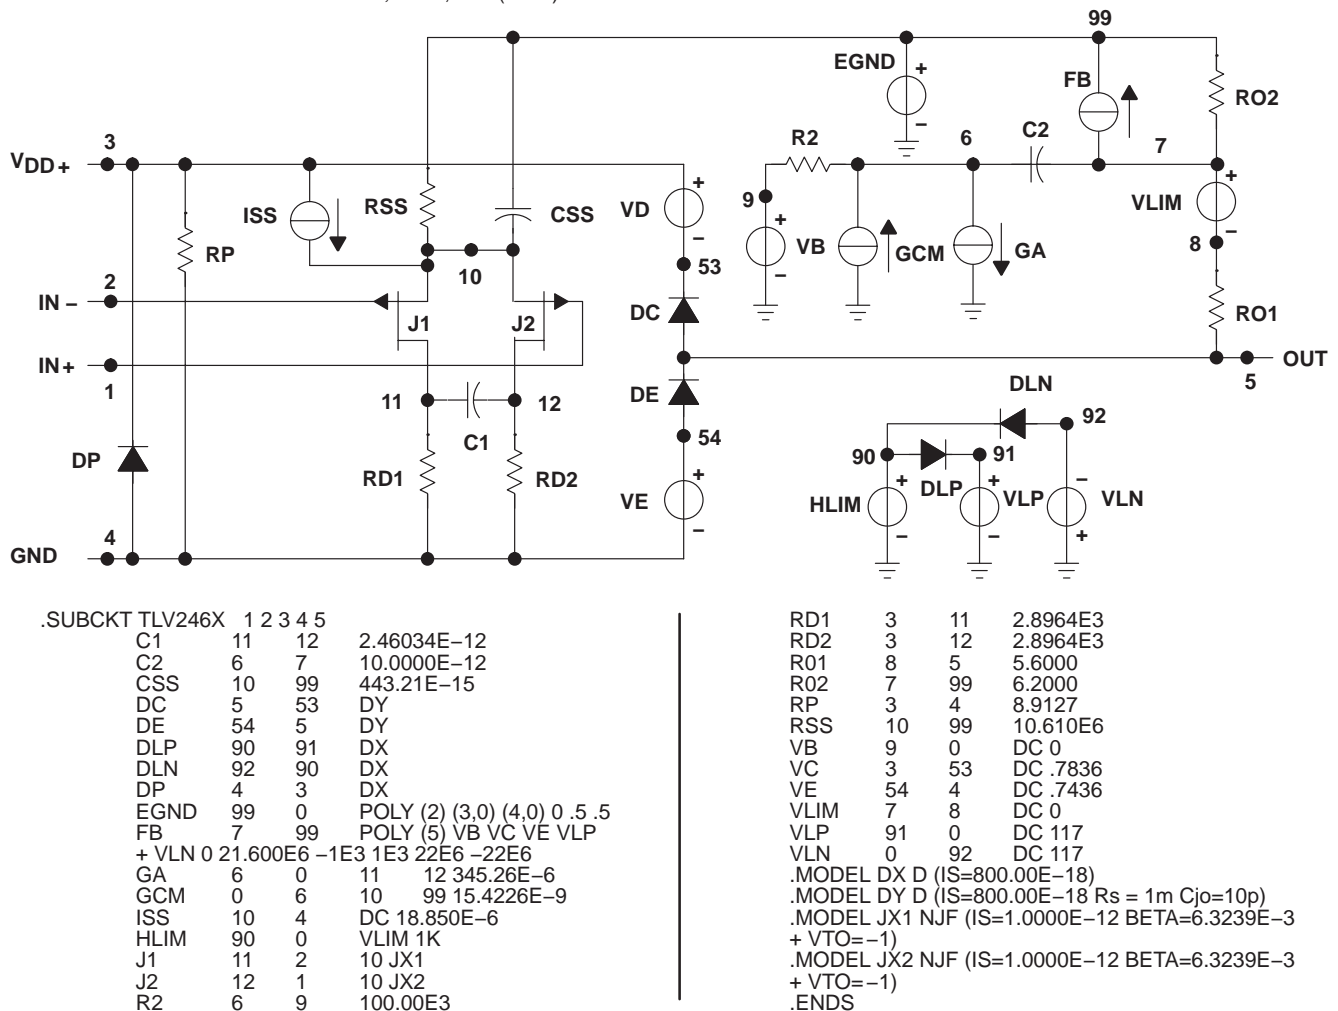 99
EGND
+
−
FB
RO2
R2
6
C2
7
3
VDD +
9
+
VB
−
GCM
GA
VLIM
+
−
8
ISS
RSS
CSS
VD
+
−
RP
10
53
2
IN −
J1
J2
DC
RO1
IN+
1
OUT
5
11
12
C1
DE
DLN
92
54
DP
RD1
RD2
90
91
DLP
VE
+
−
HLIM
+
−
+
VLP
−
−
VLN
+
4
GND
.SUBCKT TLV246X 1 2 3 4 5
C1 11 12 2.46034E−12
C2 6 7 10.0000E−12
CSS 10 99 443.21E−15
DC 5 53 DY
DE 54 5 DY
DLP 90 91 DX
DLN 92 90 DX
DP 4 3 DX
EGND 99 0 POLY (2) (3,0) (4,0) 0 .5 .5
FB 7 99 POLY (5) VB VC VE VLP
+ VLN 0 21.600E6 −1E3 1E3 22E6 −22E6
GA 6 0 11 12 345.26E−6
GCM 0 6 10 99 15.4226E−9
ISS 10 4 DC 18.850E−6
HLIM 90 0 VLIM 1K
J1 11 2 10 JX1
J2 12 1 10 JX2
R2 6 9 100.00E3
RD1 3 11 2.8964E3
RD2 3 12 2.8964E3
R01 8 5 5.6000
R02 7 99 6.2000
RP 3 4 8.9127
RSS 10 99 10.610E6
VB 9 0 DC 0
VC 3 53 DC .7836
VE 54 4 DC .7436
VLIM 7 8 DC 0
VLP 91 0 DC 117
VLN 0 92 DC 117
.MODEL DX D (IS=800.00E−18)
.MODEL DY D (IS=800.00E−18 Rs = 1m Cjo=10p)
.MODEL JX1 NJF (IS=1.0000E−12 BETA=6.3239E−3
+ VTO=−1)
.MODEL JX2 NJF (IS=1.0000E−12 BETA=6.3239E−3
+ VTO=−1)
.ENDS